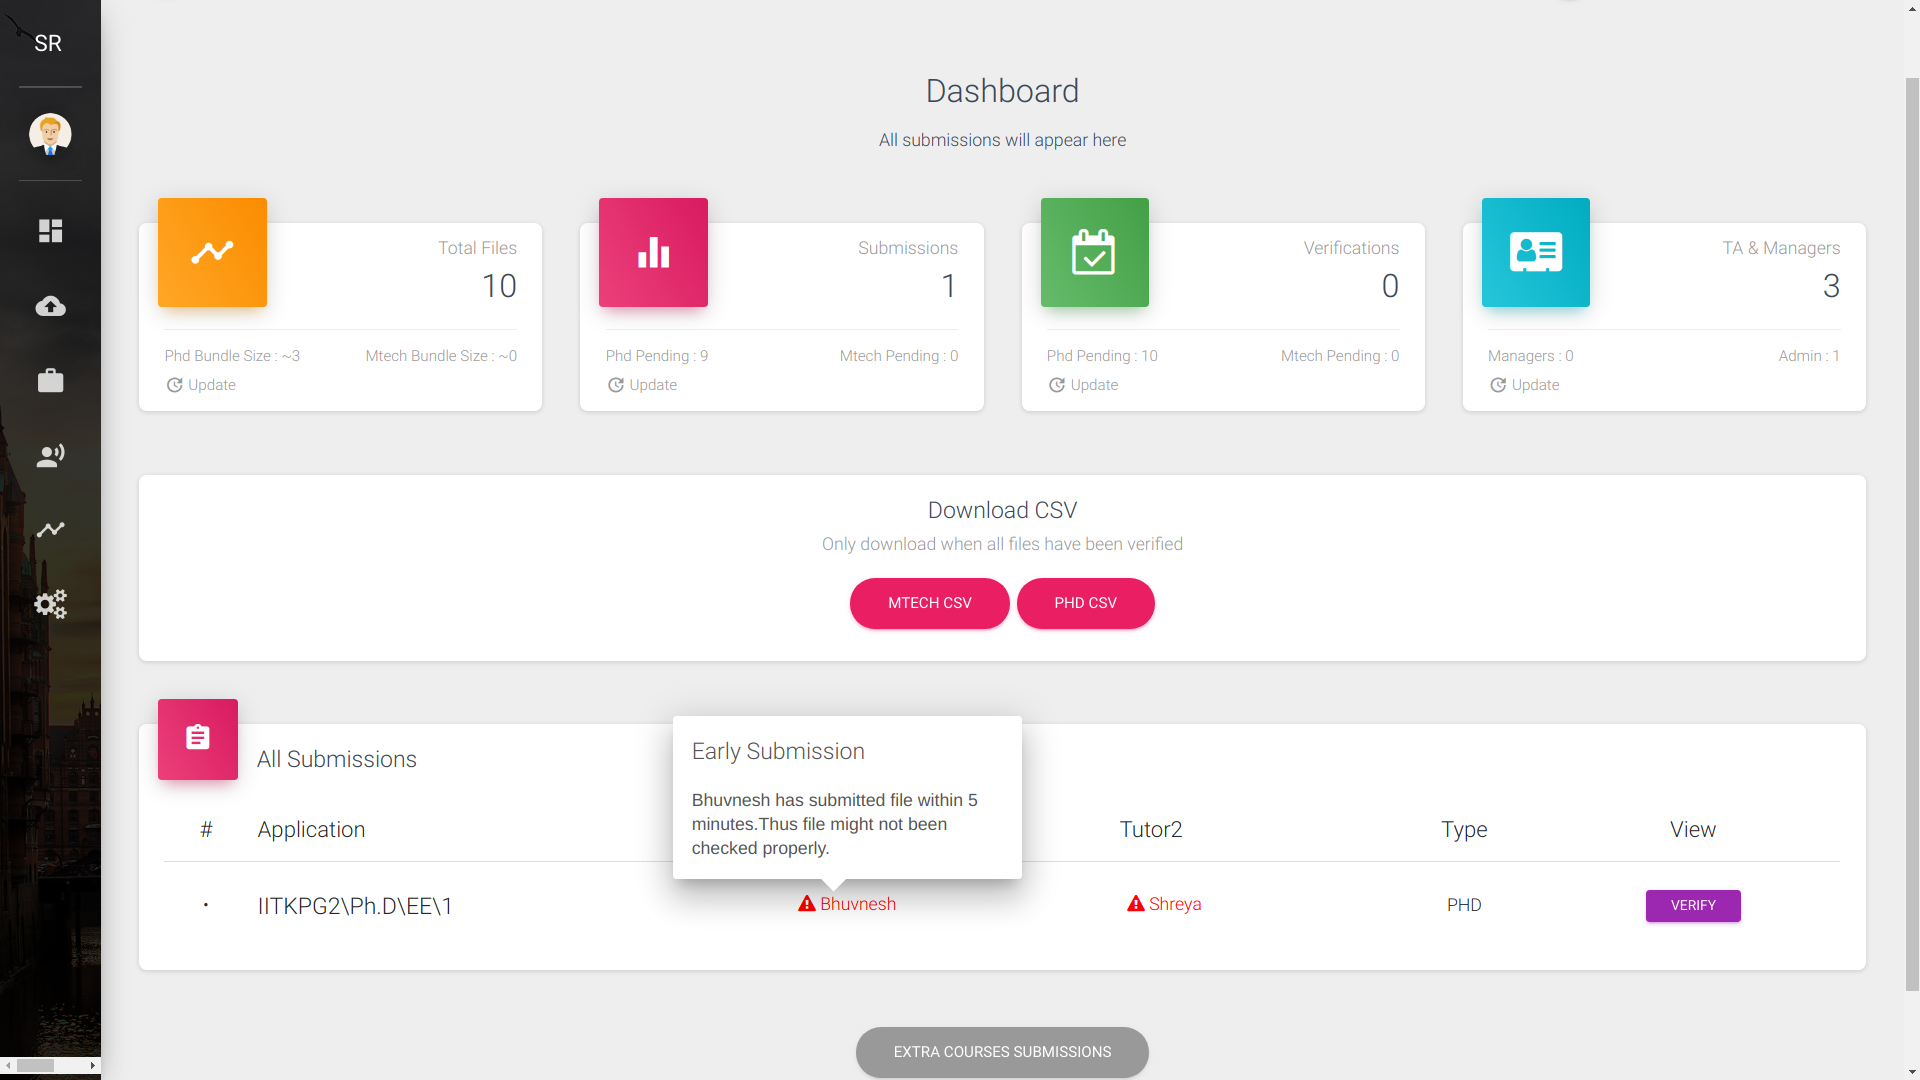 SR
Dashboard
All submissions will appear here
Total Files
10
Phd Bundle Size : ~3
Mtech Bundle Size : ~0
Update
Submissions
1
Phd Pending : 9
Mtech Pending : 0
Update
Verifications
0
Phd Pending : 10
Mtech Pending : 0
Update
TA & Managers
3
Managers : 0
Admin : 1
Update
Download CSV
Only download when all files have been verified
MTECH CSV
PHD CSV
All Submissions
Early Submission
Bhuvnesh has submitted file within 5
minutes.Thus file might not been
checked properly.
# Application Tutor2 Type View
IITKPG2\Ph.D\EE\1 Bhuvnesh Shreya PHD VERIFY
EXTRA COURSES SUBMISSIONS